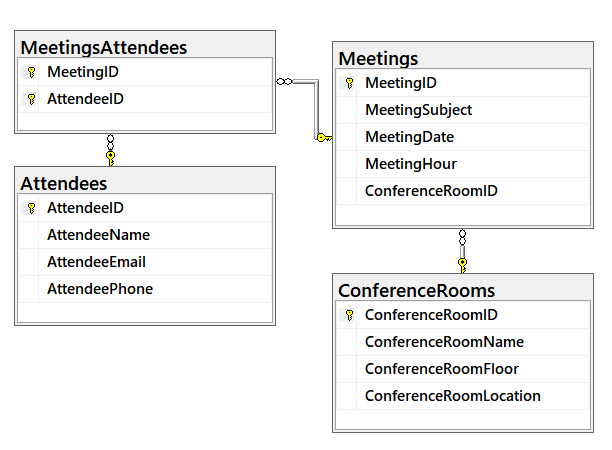 MeetingsAttendees
MeetingID
AttendeeID
Attendees
AttendeeID
AttendeeName
AttendeeEmail
AttendeePhone
Meetings
MeetingID
MeetingSubject
MeetingDate
MeetingHour
ConferenceRoomID
ConferenceRooms
ConferenceRoomID
ConferenceRoomName
ConferenceRoomFloor
ConferenceRoomLocation